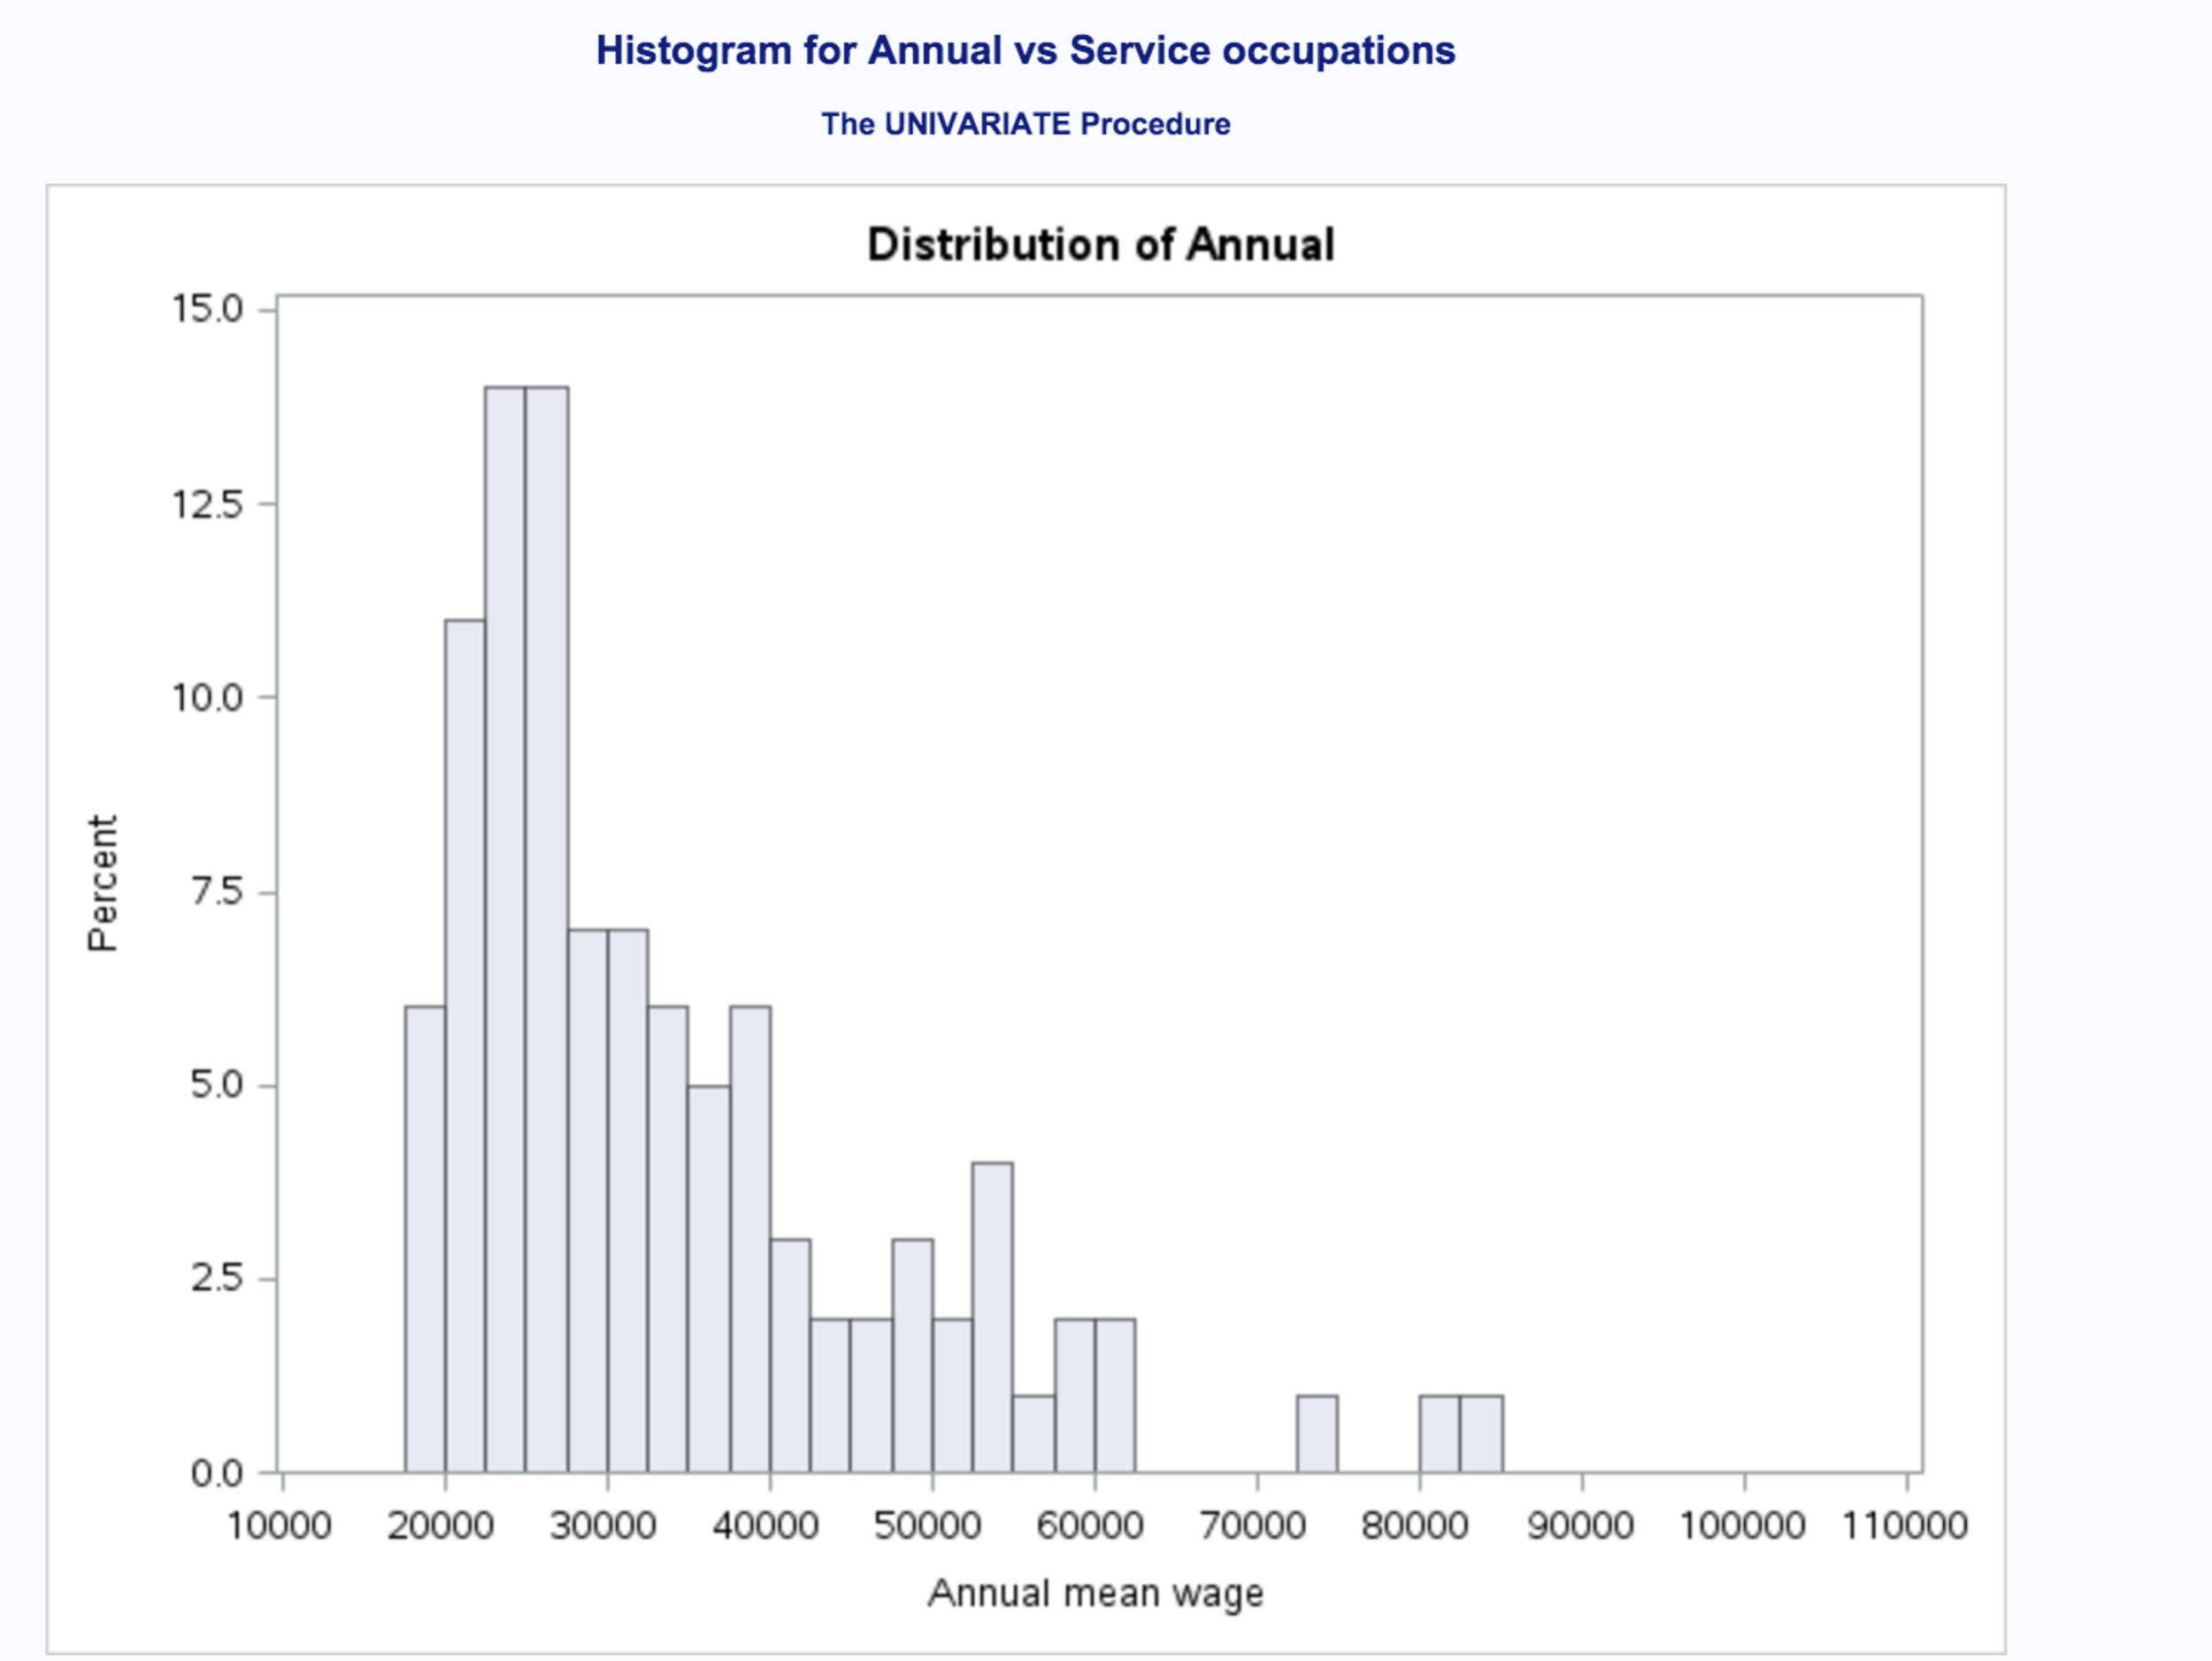 Histogram for Annual vs Service occupations
The UNIVARIATE Procedure
Distribution of Annual
15.0
12.5
10.0
7.5
5.0
2.5
0.0
Percent
10000 20000 30000 40000 50000 60000 70000 80000 90000 100000 110000
Annual mean wage